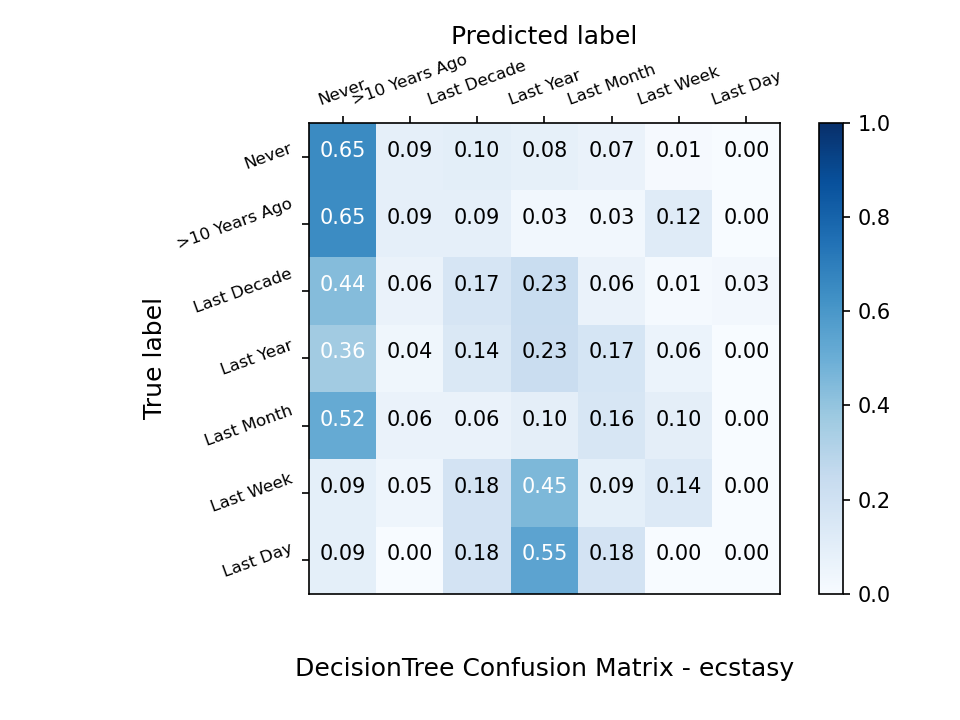 Predicted label
Never >10 Years Ago Last Decade Last Year Last Month Last Week Last Day
1.0
Never 0.65 0.09 0.10 0.08 0.07 0.01 0.00
>10 Years Ago 0.65 0.09 0.09 0.03 0.03 0.12 0.00
0.8
Last Decade 0.44 0.06 0.17 0.23 0.06 0.01 0.03
0.6
True label
Last Year 0.36 0.04 0.14 0.23 0.17 0.06 0.00
0.4
Last Month 0.52 0.06 0.06 0.10 0.16 0.10 0.00
Last Week 0.09 0.05 0.18 0.45 0.09 0.14 0.00
0.2
Last Day 0.09 0.00 0.18 0.55 0.18 0.00 0.00
0.0
DecisionTree Confusion Matrix - ecstasy